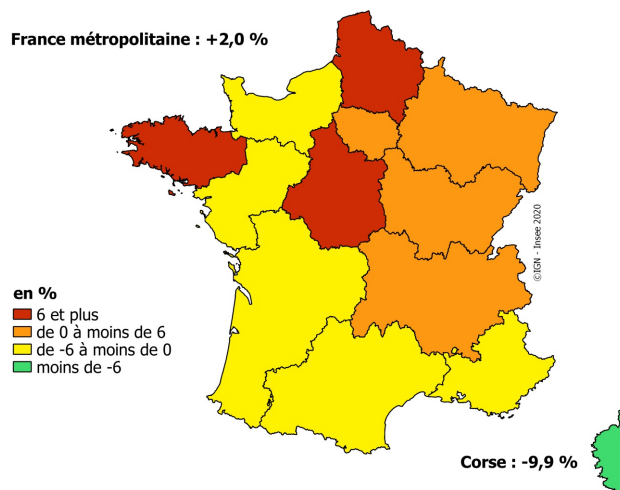 France métropolitaine : +2,0 %
©IGN - Insee 2020
en %
6 et plus
de 0 à moins de 6
de -6 à moins de 0
moins de -6
Corse : -9,9 %